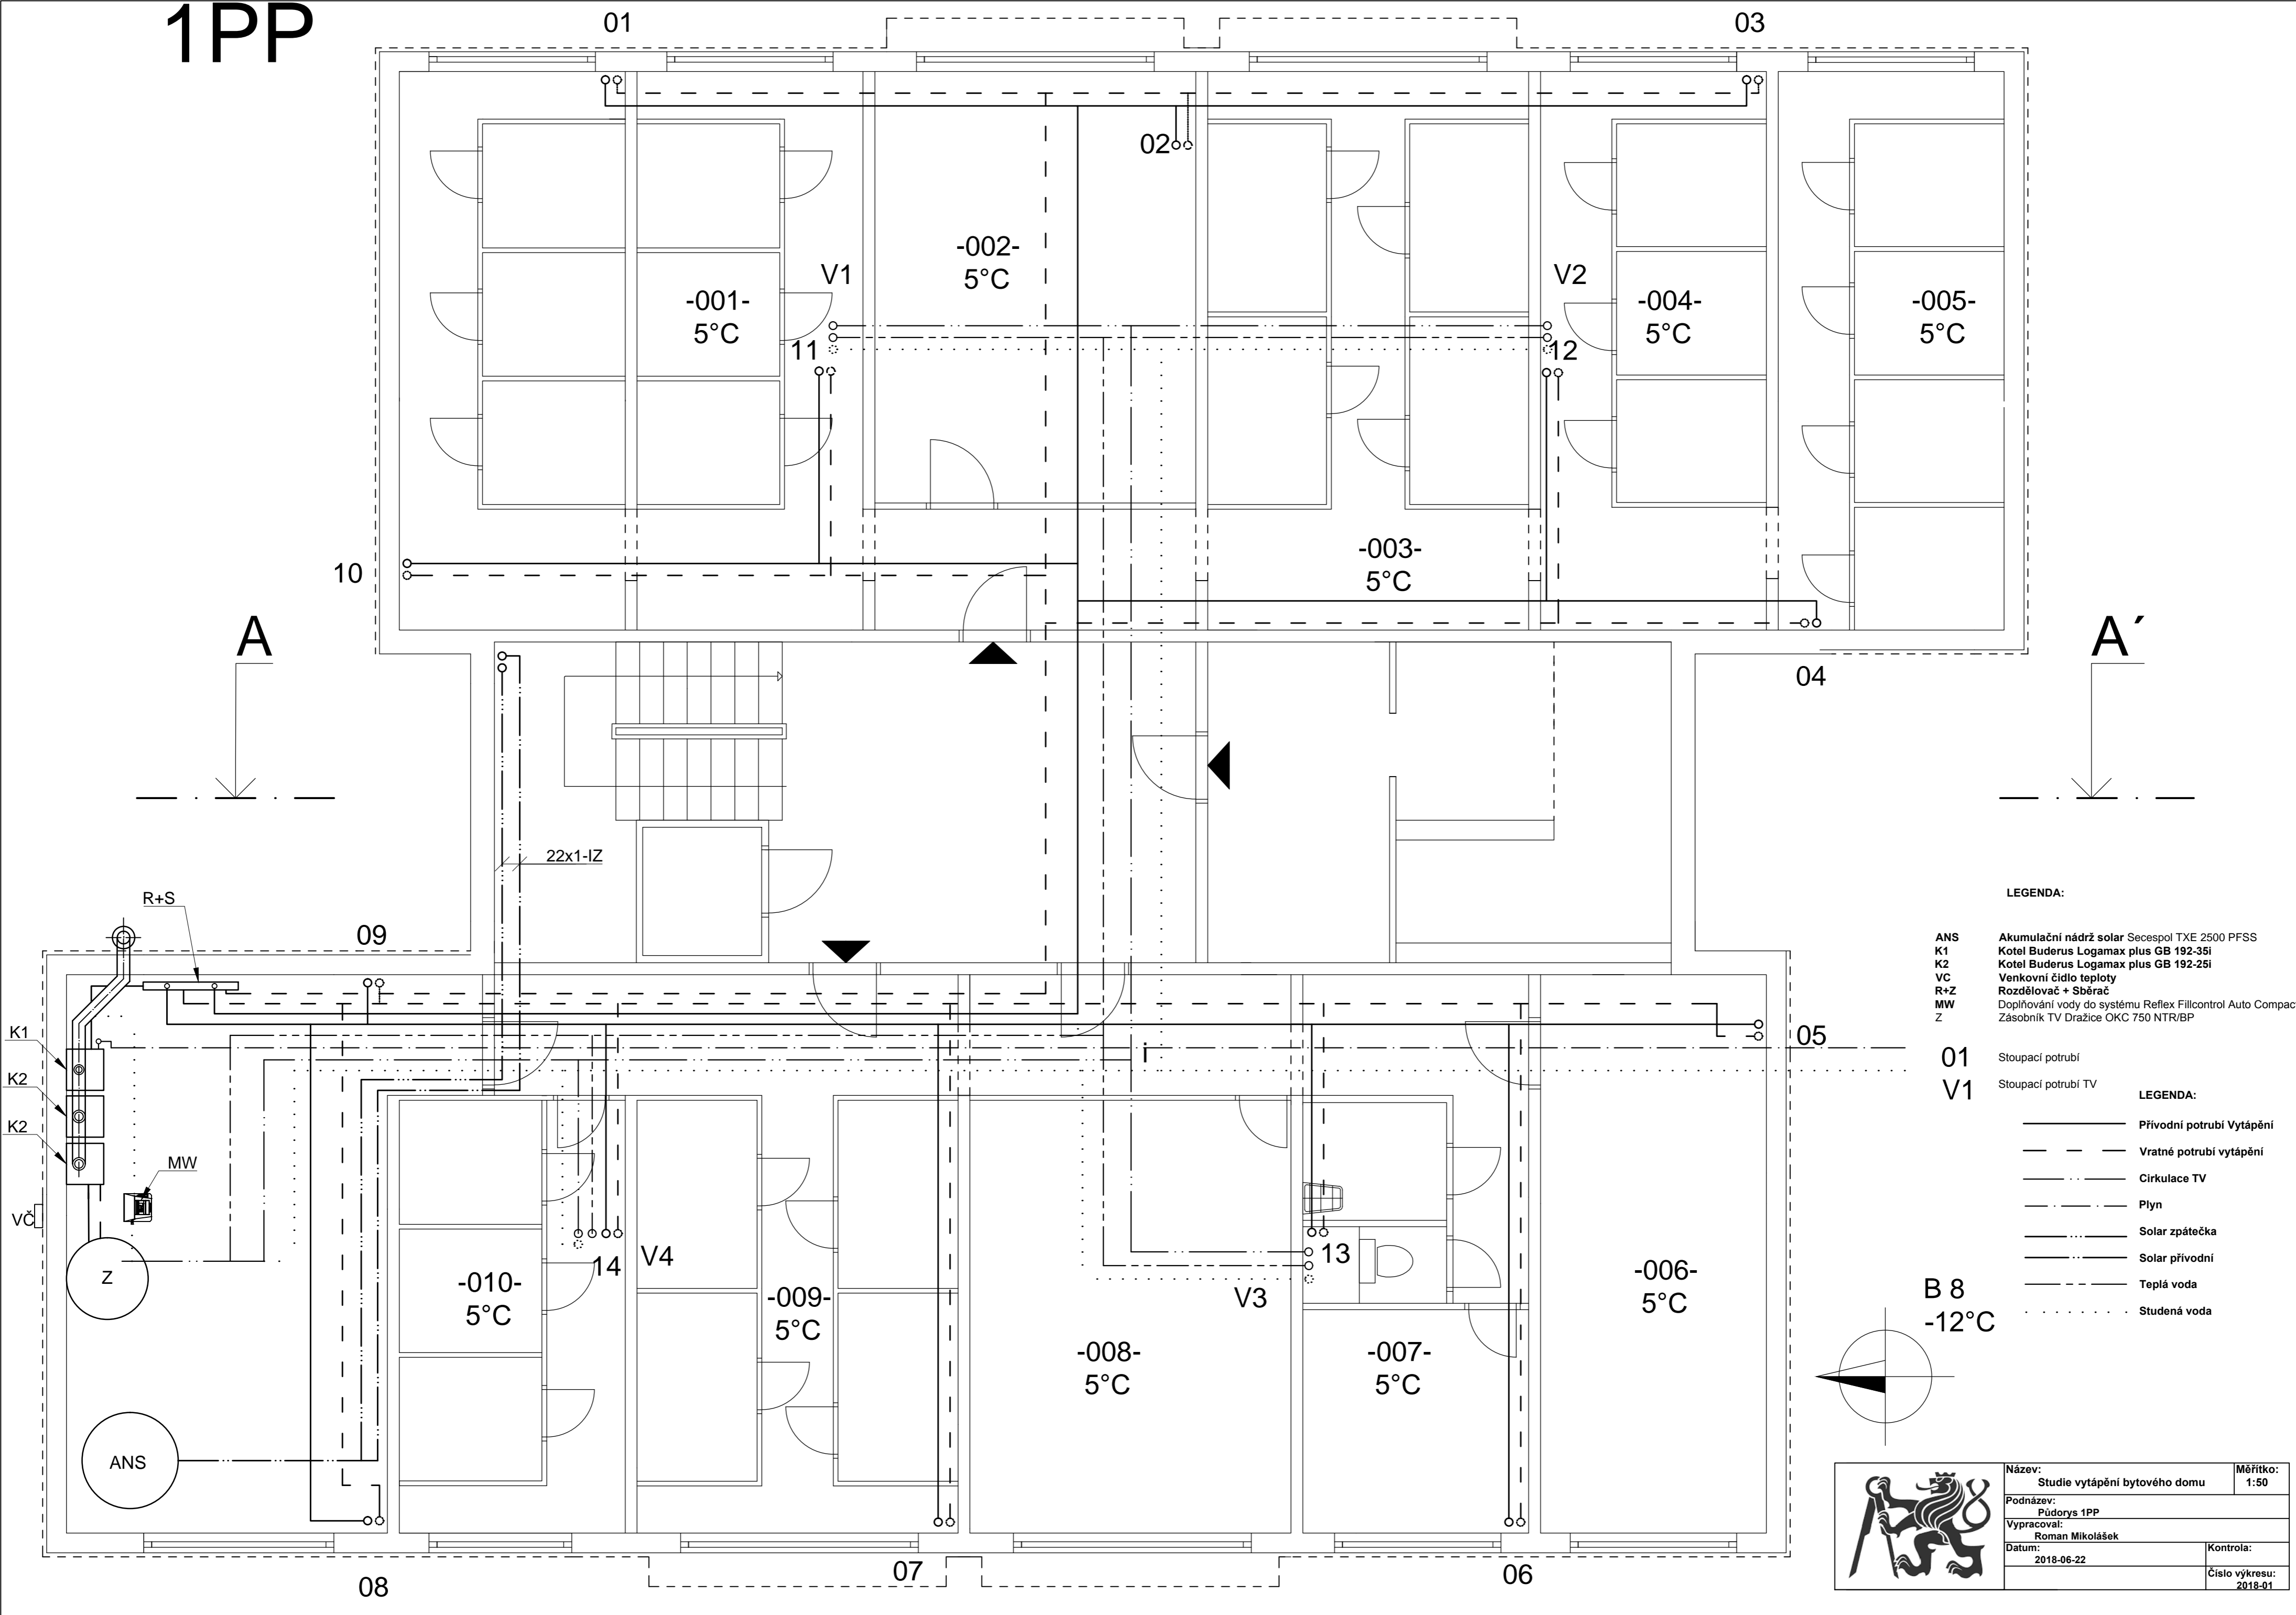 1PP
01
03
02
-002-
5°C
V1
V2
-001-
5°C
-004-
5°C
-005-
5°C
11
12
-003-
5°C
10
A
A´
04
22x1-IZ
R+S
09
LEGENDA:
ANS Akumulační nádrž solar Secespol TXE 2500 PFSS
K1 Kotel Buderus Logamax plus GB 192-35i
K2 Kotel Buderus Logamax plus GB 192-25i
VC Venkovní čidlo teploty
R+Z Rozdělovač + Sběrač
MW Doplňování vody do systému Reflex Fillcontrol Auto Compac
Z Zásobník TV Dražice OKC 750 NTR/BP
K1
05
i
01 Stoupací potrubí
K2
V1 Stoupací potrubí TV
LEGENDA:
K2
Přívodní potrubí Vytápění
MW
Vratné potrubí vytápění
Cirkulace TV
Plyn
VČ
Solar zpátečka
Solar přívodní
Teplá voda
Studená voda
14
V4
13
V3
Z
-010-
5°C
-009-
5°C
-006-
5°C
B 8
-12°C
-008-
5°C
-007-
5°C
ANS
Název:
Studie vytápění bytového domu
Měřítko:
1:50
Podnázev:
Půdorys 1PP
Vypracoval:
Roman Mikolášek
Datum:
2018-06-22
Kontrola:
Číslo výkresu:
2018-01
08
07
06